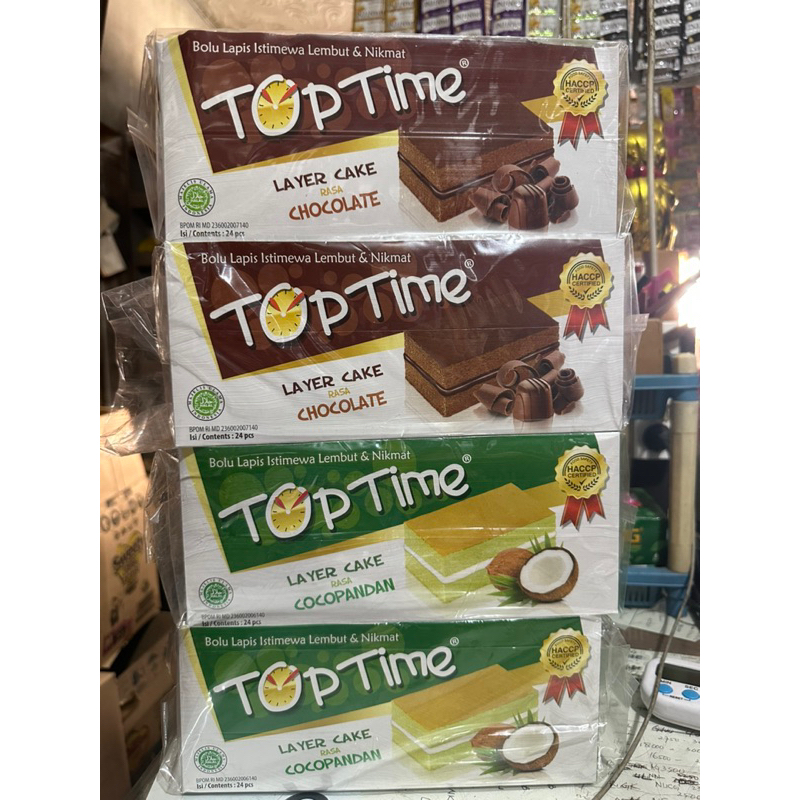 Bolu Lapis Istimewa Lembut & Nikmat
TOPTime®
HACCP
CERTIFIED
LAYER CAKE
RASA
CHOCOLATE
BPOM RI MD 236002007140
Isi / Contents : 24 pcs
Bolu Lapis Istimewa Lembut & Nikmat
TOPTime®
HACCP
CERTIFIED
LAYER CAKE
RASA
CHOCOLATE
BPOM RI MD 236002007140
Isi / Contents : 24 pcs
Bolu Lapis Istimewa Lembut & Nikmat
TOPTime®
HACCP
CERTIFIED
LAYER CAKE
RASA
COCOPANDAN
BPOM RI MD 236002006140
Isi / Contents : 24 pcs
Bolu Lapis Istimewa Lembut & Nikmat
TOPTime®
HACCP
CERTIFIED
LAYER CAKE
RASA
COCOPANDAN
BPOM RI MD 236002006140
Isi / Contents : 24 pcs